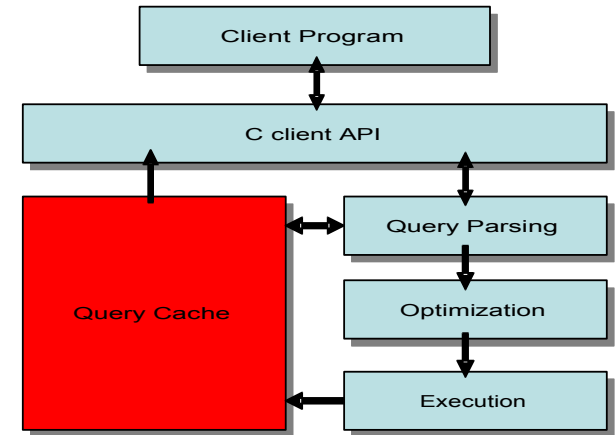 Client Program
C client API
Query Parsing
Query Cache
Optimization
Execution